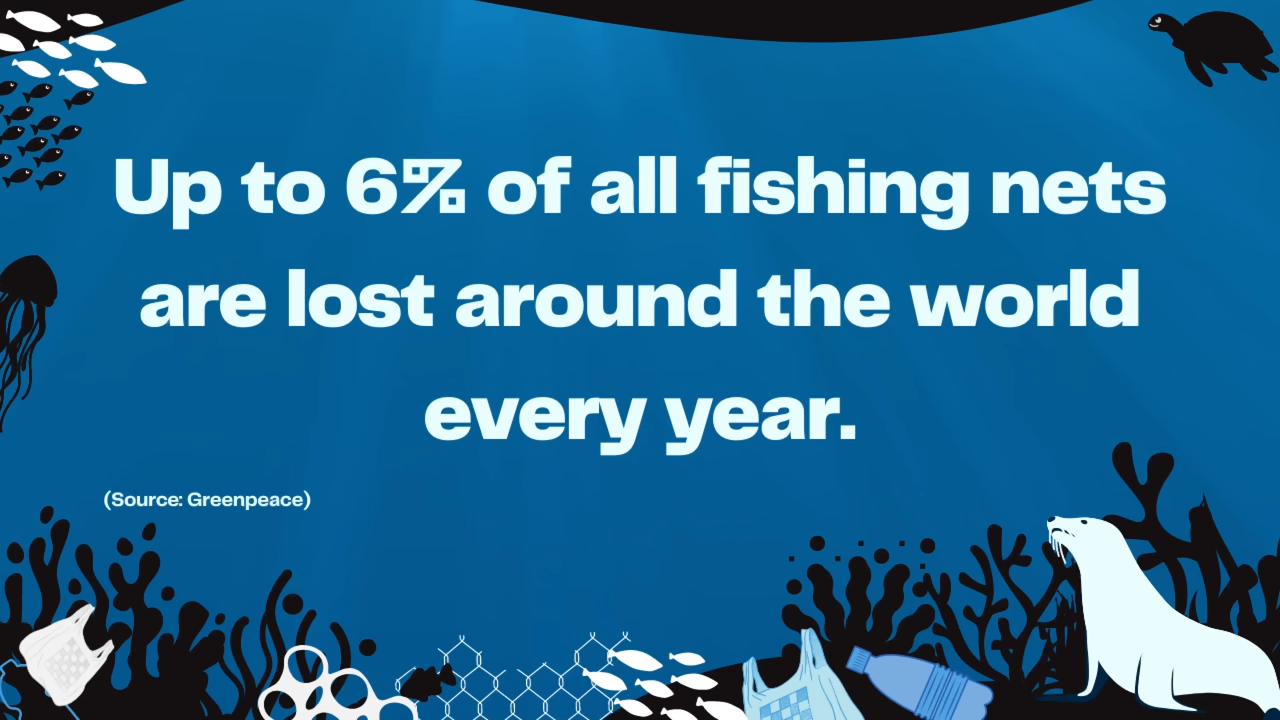 Up to 6% of all fishing nets
are lost around the world
every year.
(Source: Greenpeace)